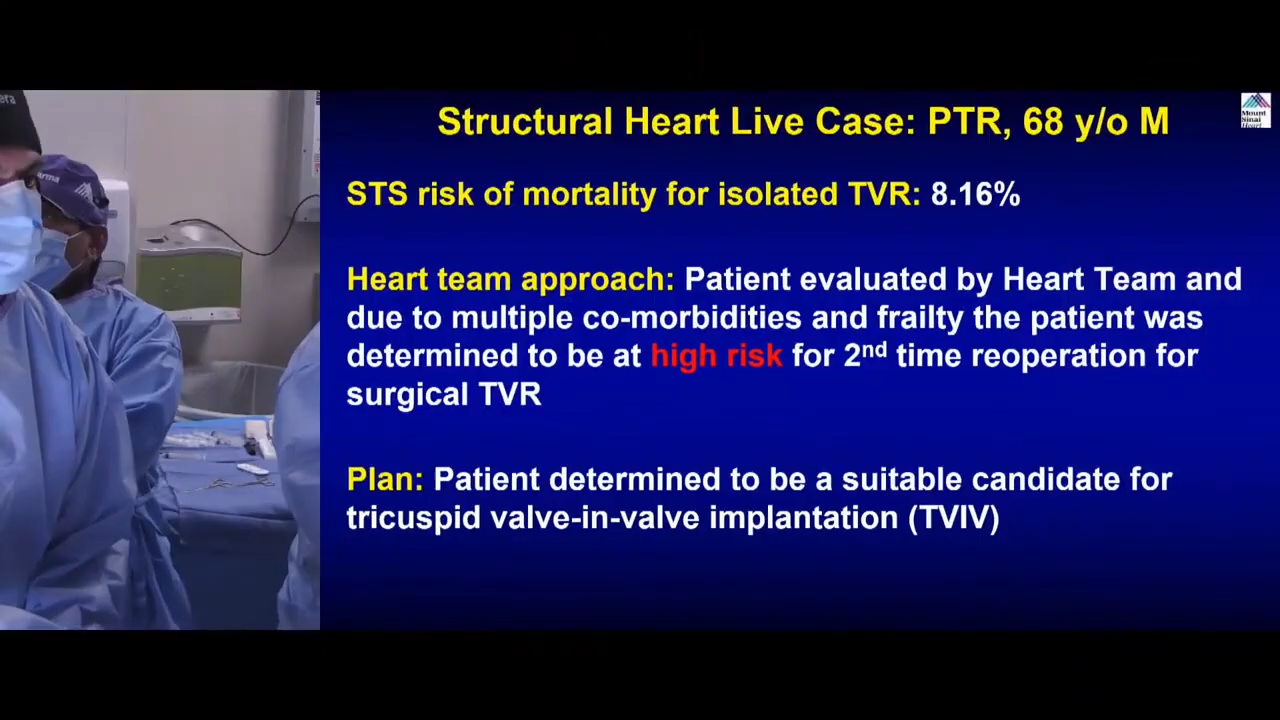 Structural Heart Live Case: PTR, 68 y/o M
Mount
Sinai
Heart
STS risk of mortality for isolated TVR: 8.16%
Heart team approach: Patient evaluated by Heart Team and
due to multiple co-morbidities and frailty the patient was
determined to be at high risk for 2nd time reoperation for
surgical TVR
Plan: Patient determined to be a suitable candidate for
tricuspid valve-in-valve implantation (TVIV)